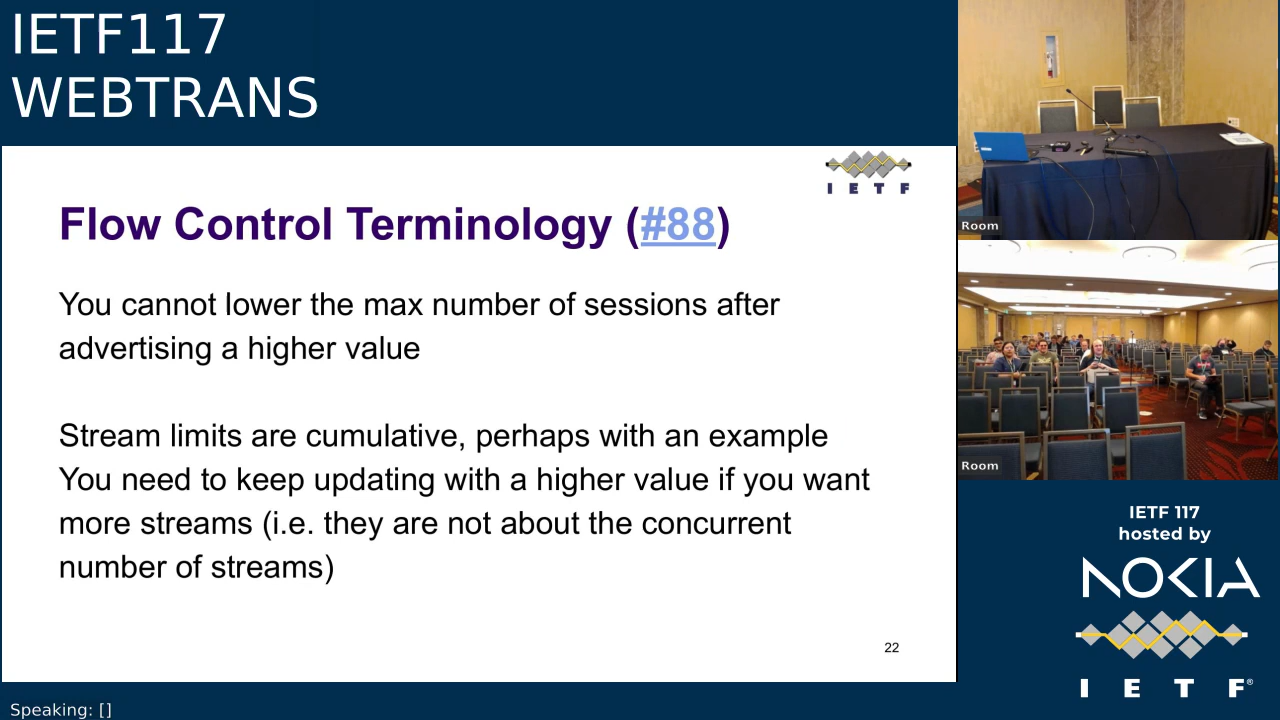 IETF117
WEBTRANS
I E T F
Flow Control Terminology (#88)
You cannot lower the max number of sessions after
advertising a higher value
Stream limits are cumulative, perhaps with an example
You need to keep updating with a higher value if you want
more streams (i.e. they are not about the concurrent
number of streams)
22
Speaking: []
Room
Room
IETF 117
hosted by
NOKIA
I E T F®